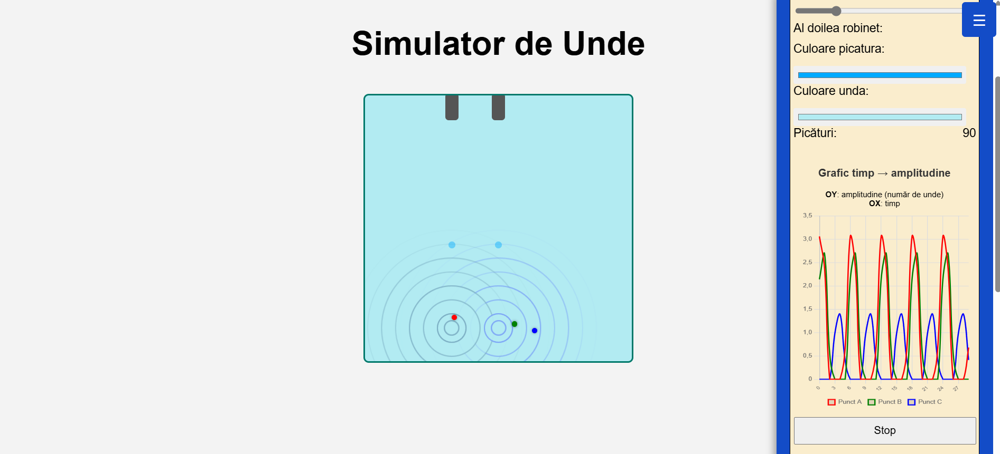 Simulator de Unde
Al doilea robinet:
Culoare picatura:
Culoare unda:
Picături: 90
Grafic timp → amplitudine
OY: amplitudine (număr de unde)
OX: timp
3,5
3,0
2,5
2,0
1,5
1,0
0,5
0
0 3 6 9 12 15 18 21 24 27
Punct A Punct B Punct C
Stop